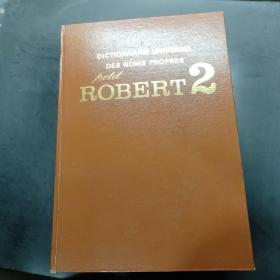 DICTIONNAIRE UNIVERSEL
DES NOMS PROPRES
petit
ROBERT 2